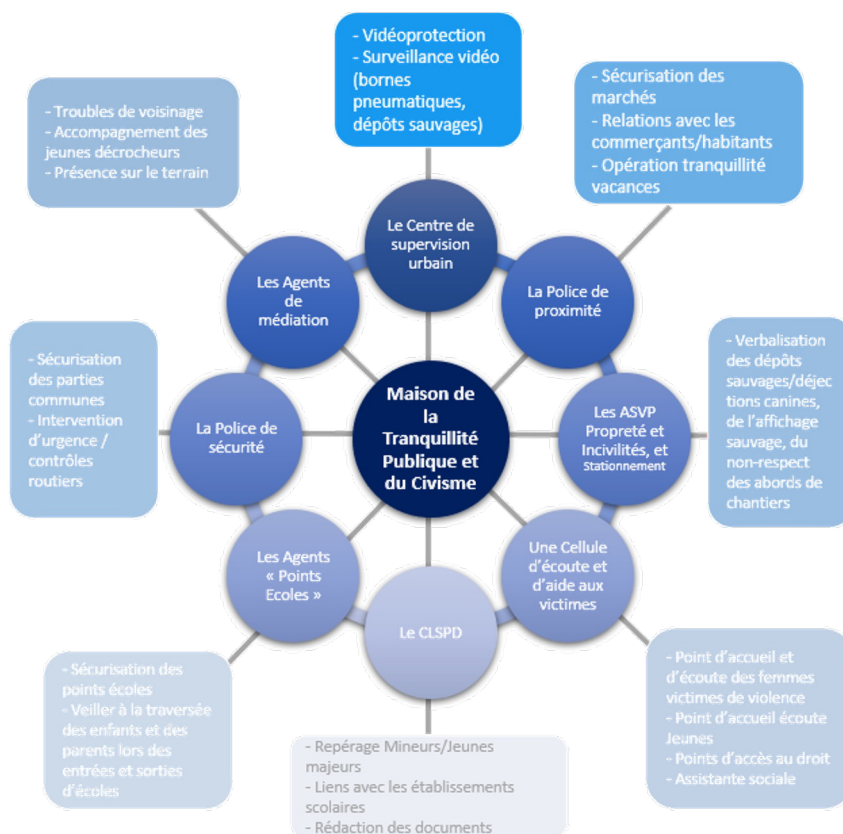 - Vidéoprotection
- Surveillance vidéo
(bornes
pneumatiques,
dépôts sauvages)
- Sécurisation des
marchés
- Relations avec les
commerçants/habitants
- Opération tranquillité
vacances
- Troubles de voisinage
- Accompagnement des
jeunes décrocheurs
- Présence sur le terrain
Le Centre de
supervision
urbain
Les Agents
de
médiation
La Police de
proximité
- Sécurisation
des parties
communes
- Intervention
d'urgence /
contrôles
routiers
La Police de
sécurité
Maison de
la
Tranquillité
Publique et
du Civisme
Les ASVP
Propreté et
Incivilités, et
Stationnement
- Verbalisation
des dépôts
sauvages/déjec
tions canines,
de l'affichage
sauvage, du
non-respect
des abords de
chantiers
Les Agents
« Points
Ecoles »
Le CLSPD
Une Cellule
d'écoute et
d'aide aux
victimes
- Sécurisation des
points écoles
- Veiller à la traversée
des enfants et des
parents lors des
entrées et sorties
d'écoles
- Repérage Mineurs/Jeunes
majeurs
- Liens avec les établissements
scolaires
- Rédaction des documents
- Point d'accueil et
d'écoute des femmes
victimes de violence
- Point d'accueil écoute
Jeunes
- Points d'accès au droit
- Assistante sociale